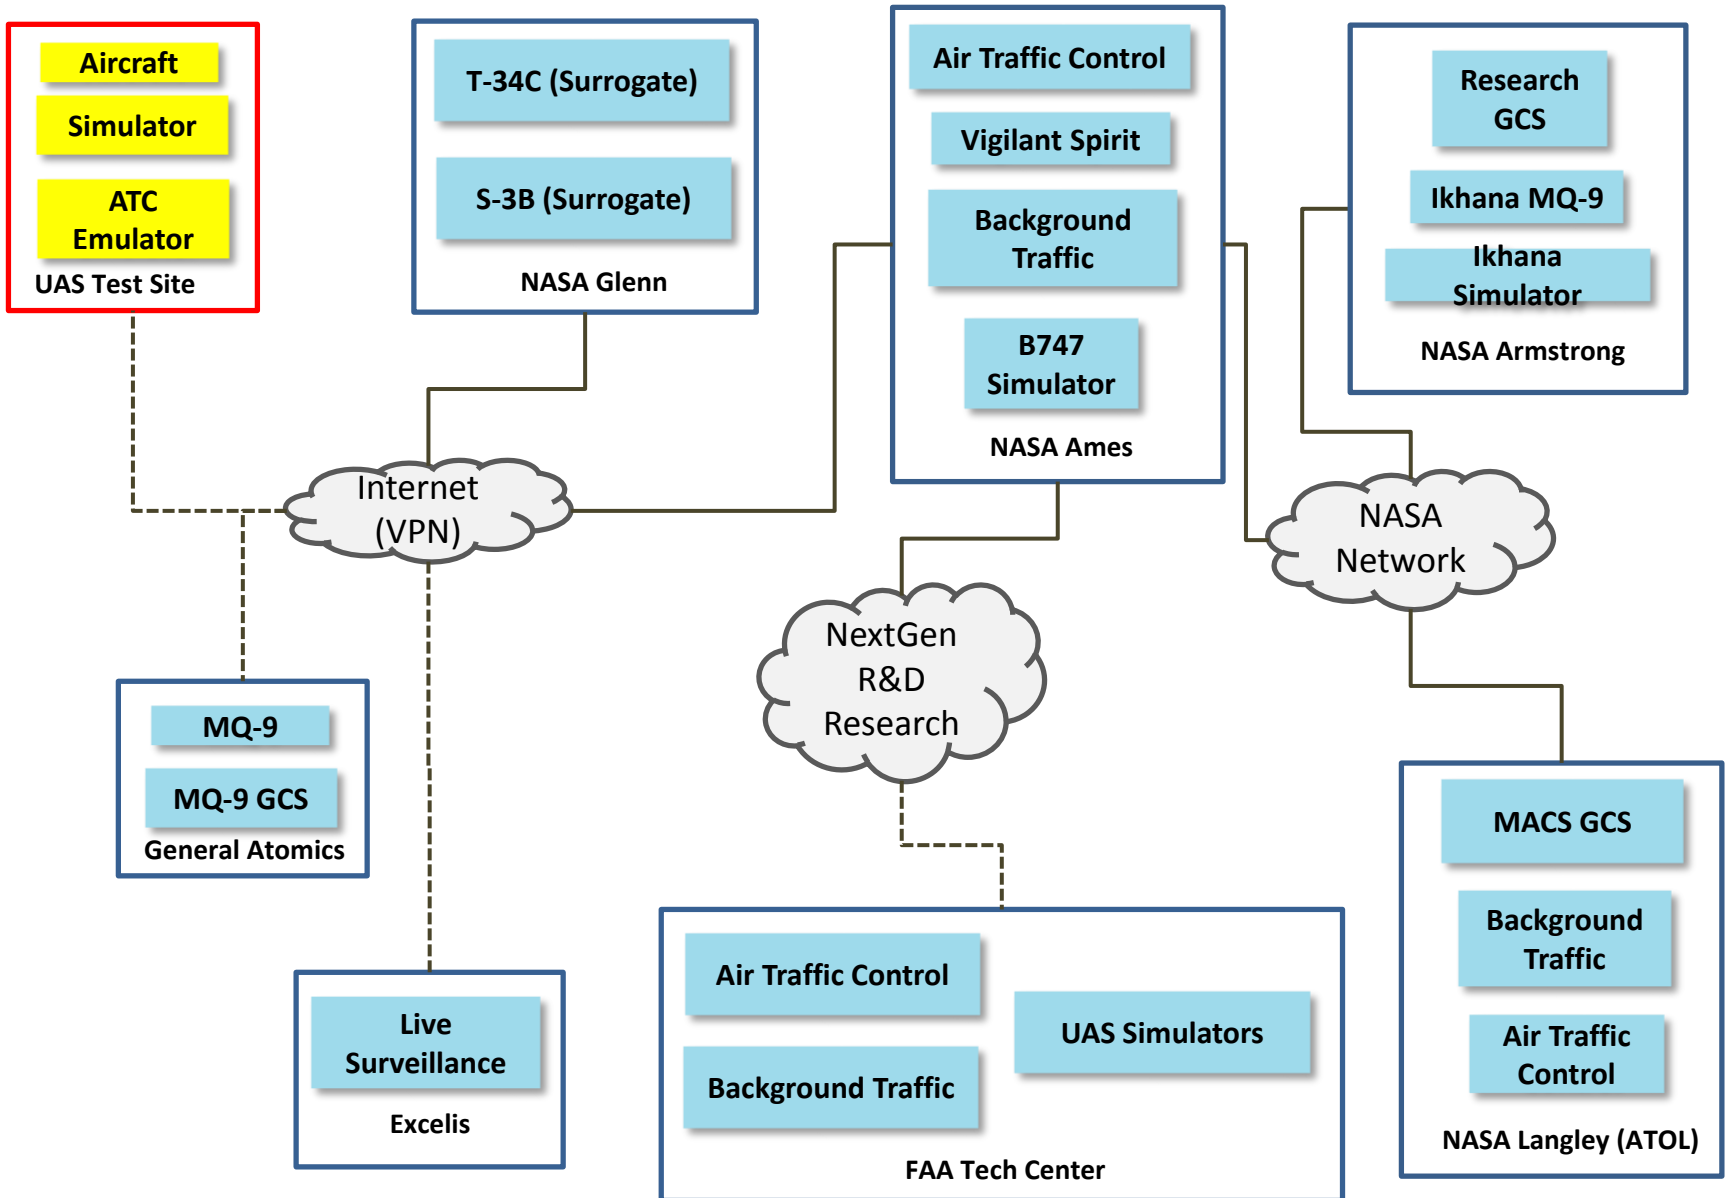 Aircraft
Simulator
ATC
Emulator
UAS Test Site
T-34C (Surrogate)
S-3B (Surrogate)
NASA Glenn
Air Traffic Control
Vigilant Spirit
Background
Traffic
B747
Simulator
NASA Ames
Research
GCS
Ikhana MQ-9
Ikhana
Simulator
NASA Armstrong
Internet
(VPN)
NASA
Network
NextGen
R&D
Research
MQ-9
MQ-9 GCS
General Atomics
Live
Surveillance
Excelis
Air Traffic Control
Background Traffic
UAS Simulators
FAA Tech Center
MACS GCS
Background
Traffic
Air Traffic
Control
NASA Langley (ATOL)